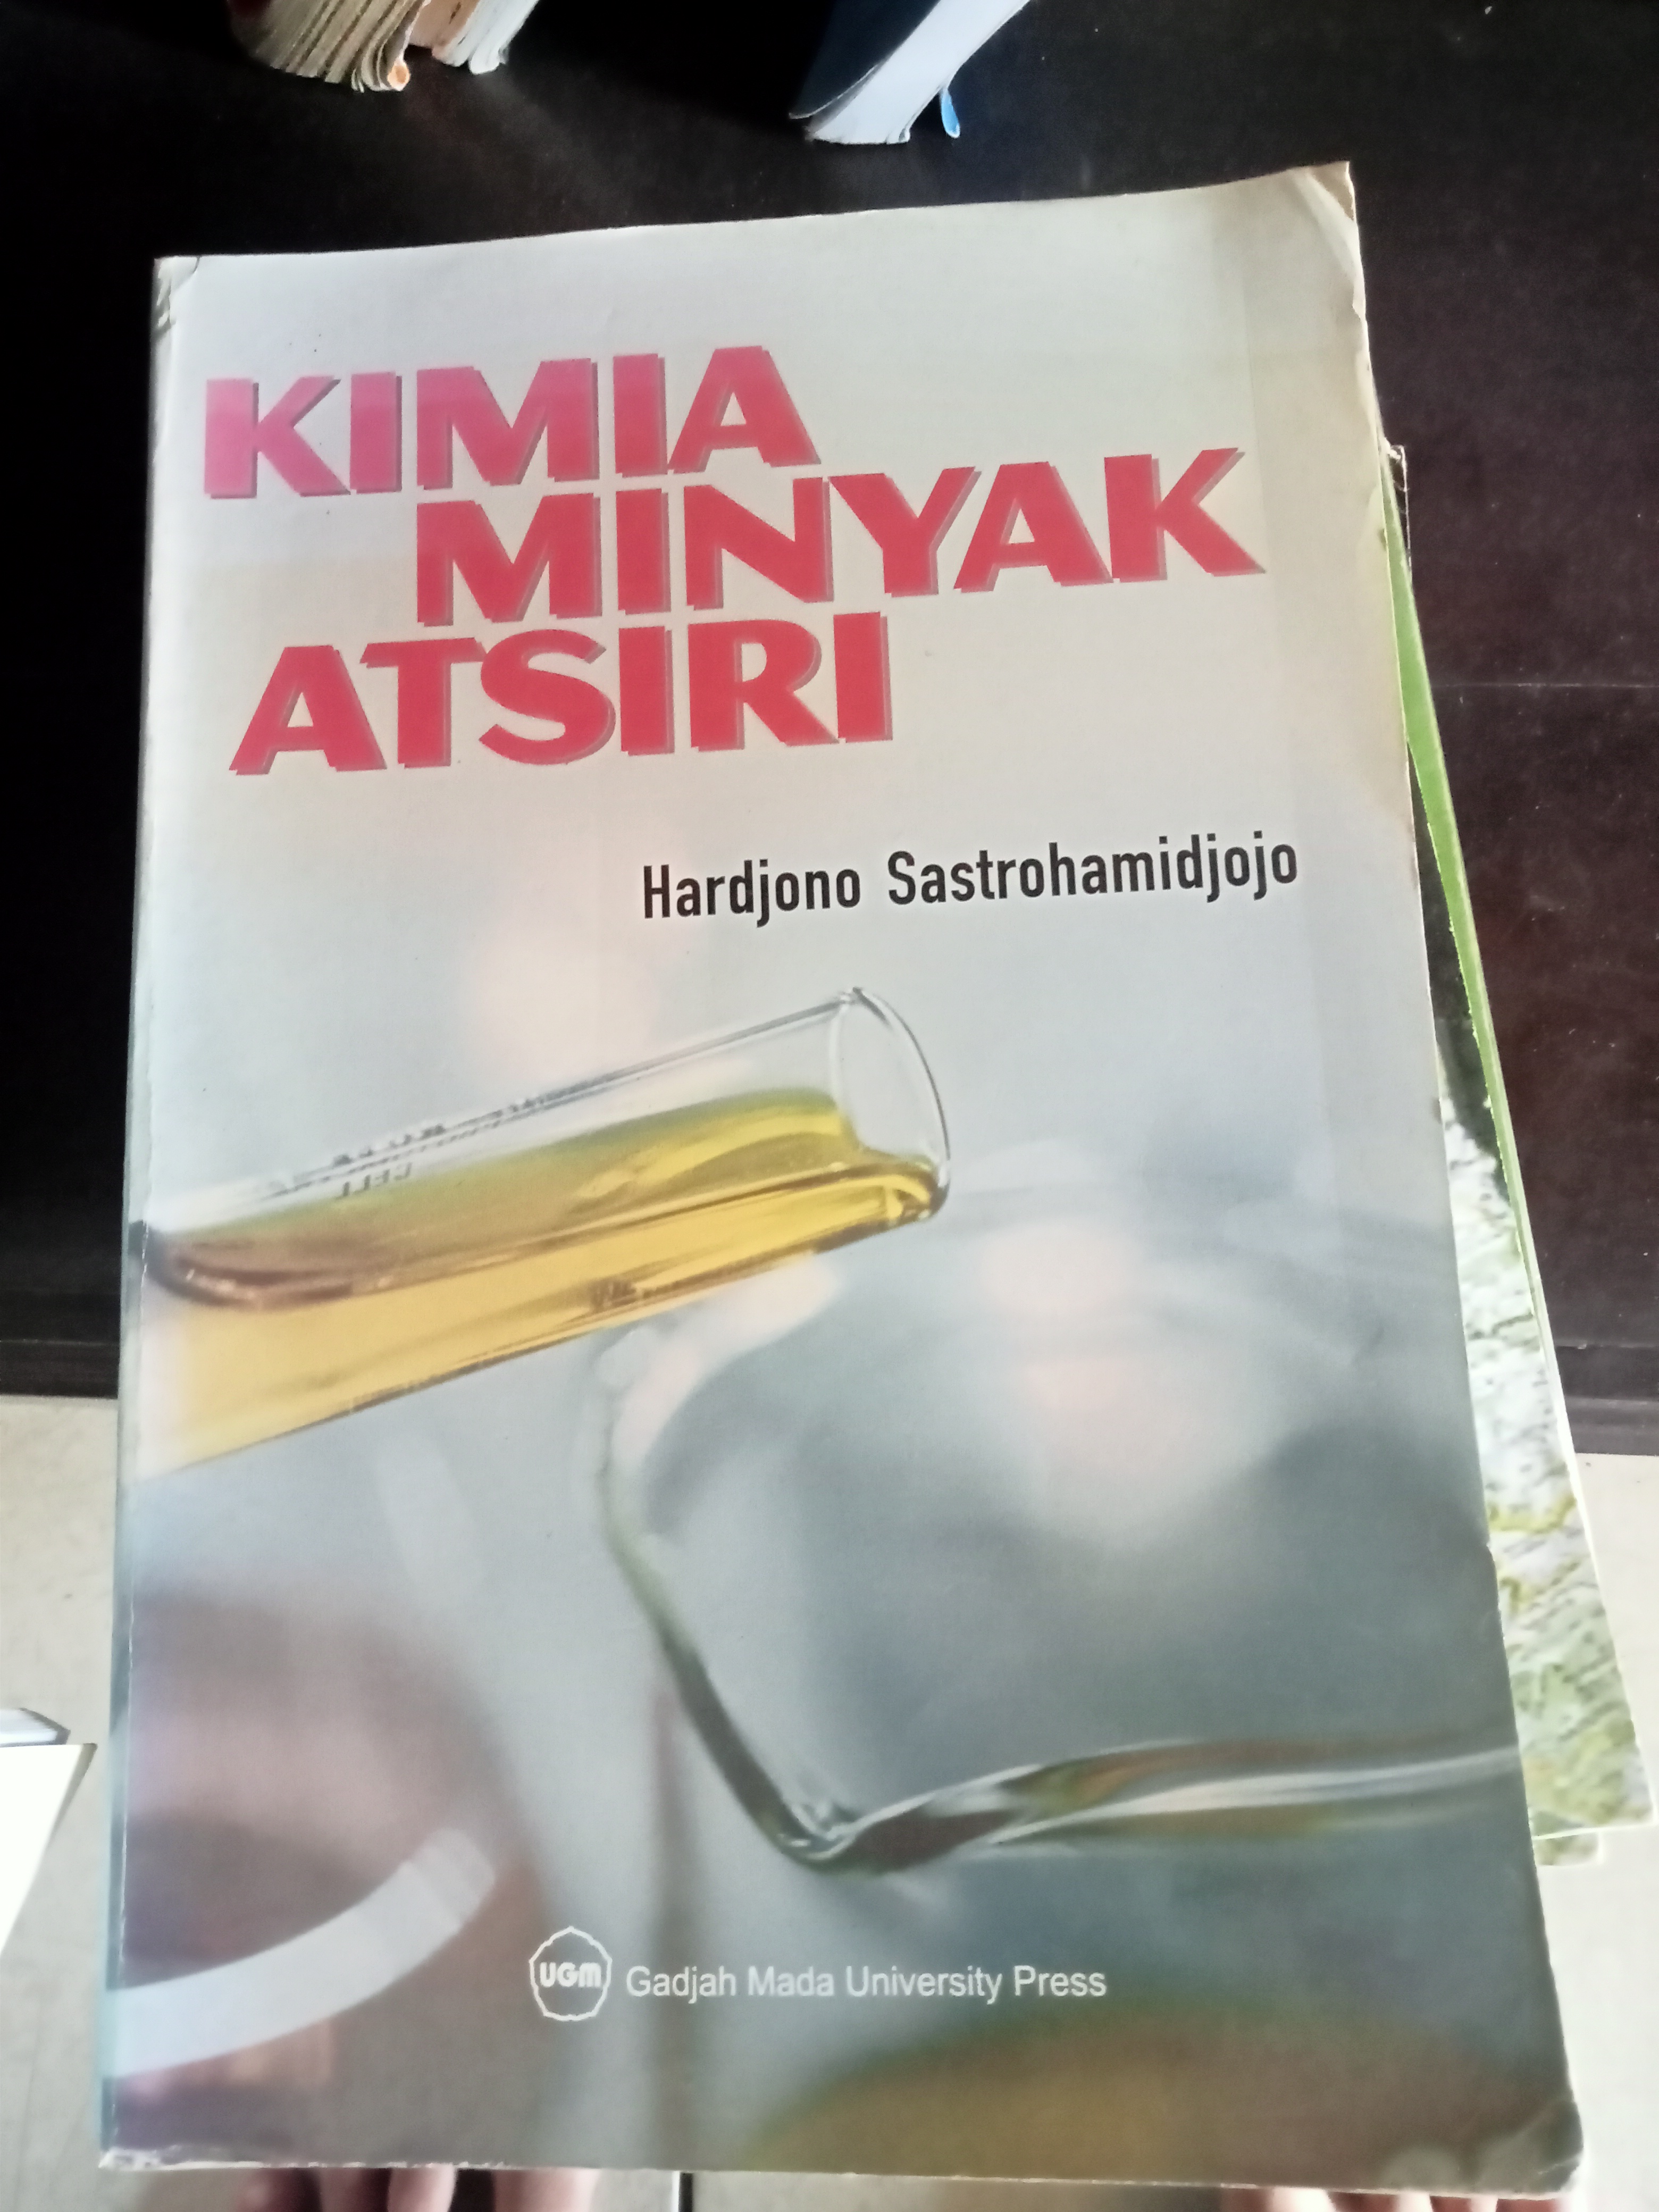 KIMIA
MINYAK
ATSIRI
Hardjono Sastrohamidjojo
UGM Gadjah Mada University Press